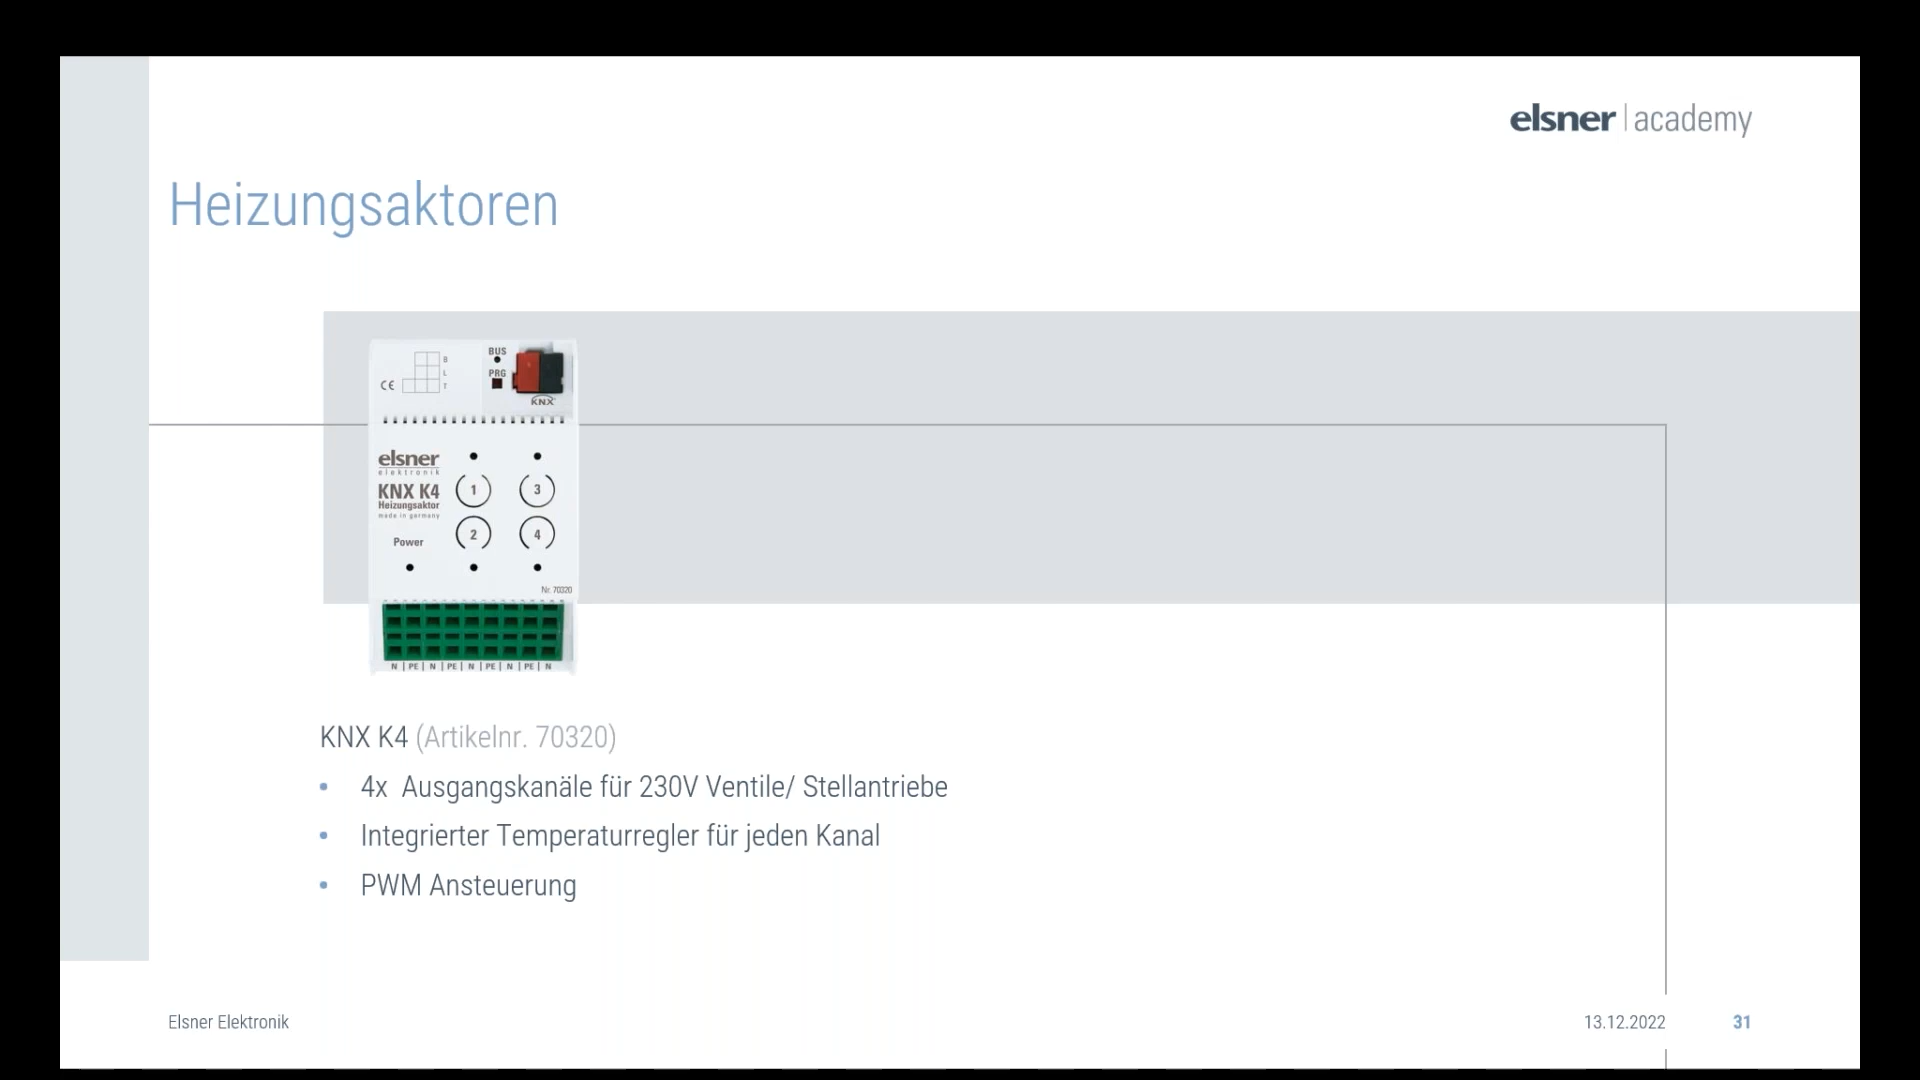 elsner | academy
Heizungsaktoren
BUS
B
PRG
L
CE
T
KNX
elsner
elektronik
KNX K4
Heizungsaktor
made in germany
1
3
2
4
Power
Nr. 70320
N | PE | N | PE | N | PE | N | PE | N
KNX K4 (Artikelnr. 70320)
• 4x Ausgangskanäle für 230V Ventile/ Stellantriebe
• Integrierter Temperaturregler für jeden Kanal
• PWM Ansteuerung
Elsner Elektronik
13.12.2022
31